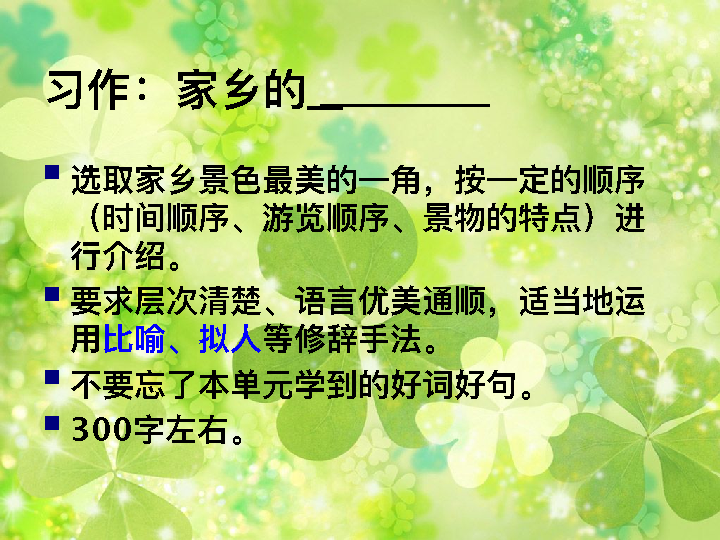 习作：家乡的__________
选取家乡景色最美的一角，按一定的顺序
（时间顺序、游览顺序、景物的特点）进
行介绍。
要求层次清楚、语言优美通顺，适当地运
用比喻、拟人等修辞手法。
不要忘了本单元学到的好词好句。
300字左右。